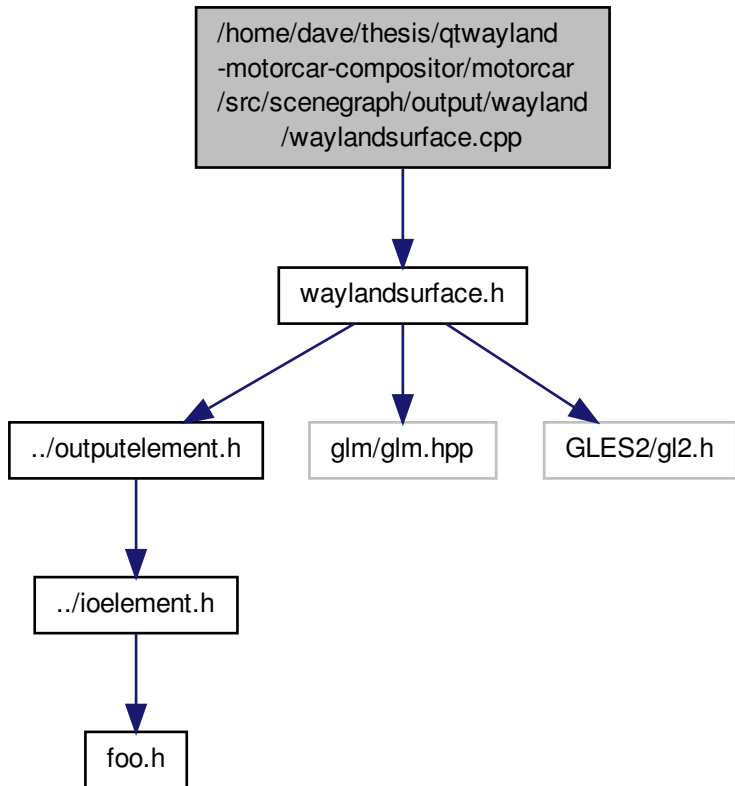 /home/dave/thesis/qtwayland
-motorcar-compositor/motorcar
/src/scenegraph/output/wayland
/waylandsurface.cpp
waylandsurface.h
../outputelement.h
glm/glm.hpp
GLES2/gl2.h
../ioelement.h
foo.h